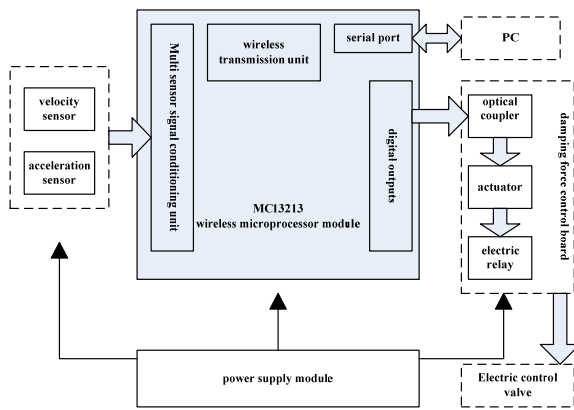 velocity
sensor
acceleration
sensor
Multi sensor signal conditioning unit
wireless
transmission unit
serial port
digital outputs
MC13213
wireless microprocessor module
PC
optical
coupler
actuator
electric
relay
damping force control board
power supply module
Electric control
valve